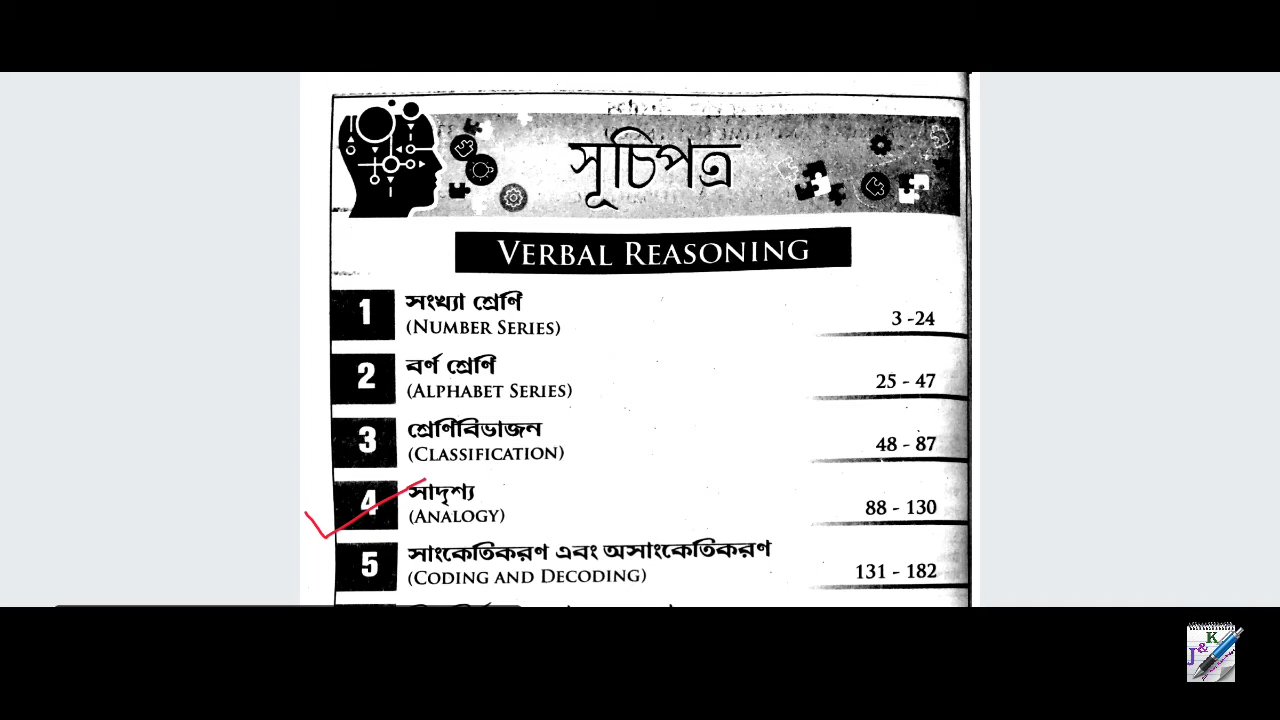 সূচিপত্র
VERBAL REASONING
1 সংখ্যা শ্রেণি
(NUMBER SERIES) 3 -24
2 বর্ণ শ্রেণি
(ALPHABET SERIES) 25 - 47
3 শ্রেণিবিভাজন
(CLASSIFICATION) 48 - 87
4 সাদৃশ্য
(ANALOGY) 88 - 130
5 সাংকেতিকরণ এবং অসাংকেতিকরণ
(CODING AND DECODING) 131 - 182
J & K